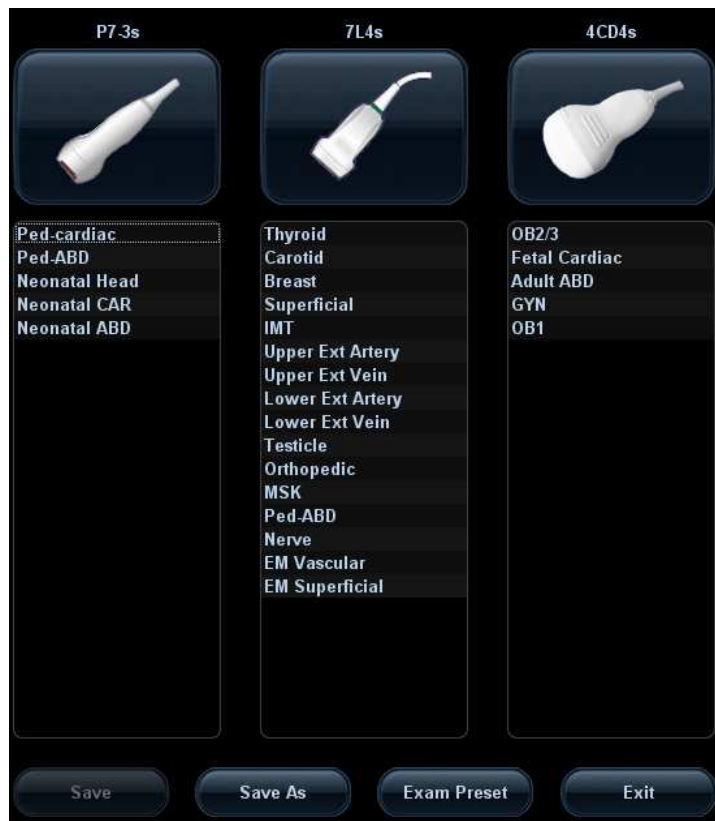 P7-3s
7L4s
4CD4s
Ped-cardiac
Ped-ABD
Neonatal Head
Neonatal CAR
Neonatal ABD
Thyroid
Carotid
Breast
Superficial
IMT
Upper Ext Artery
Upper Ext Vein
Lower Ext Artery
Lower Ext Vein
Testicle
Orthopedic
MSK
Ped-ABD
Nerve
EM Vascular
EM Superficial
OB2/3
Fetal Cardiac
Adult ABD
GYN
OB1
Save
Save As
Exam Preset
Exit